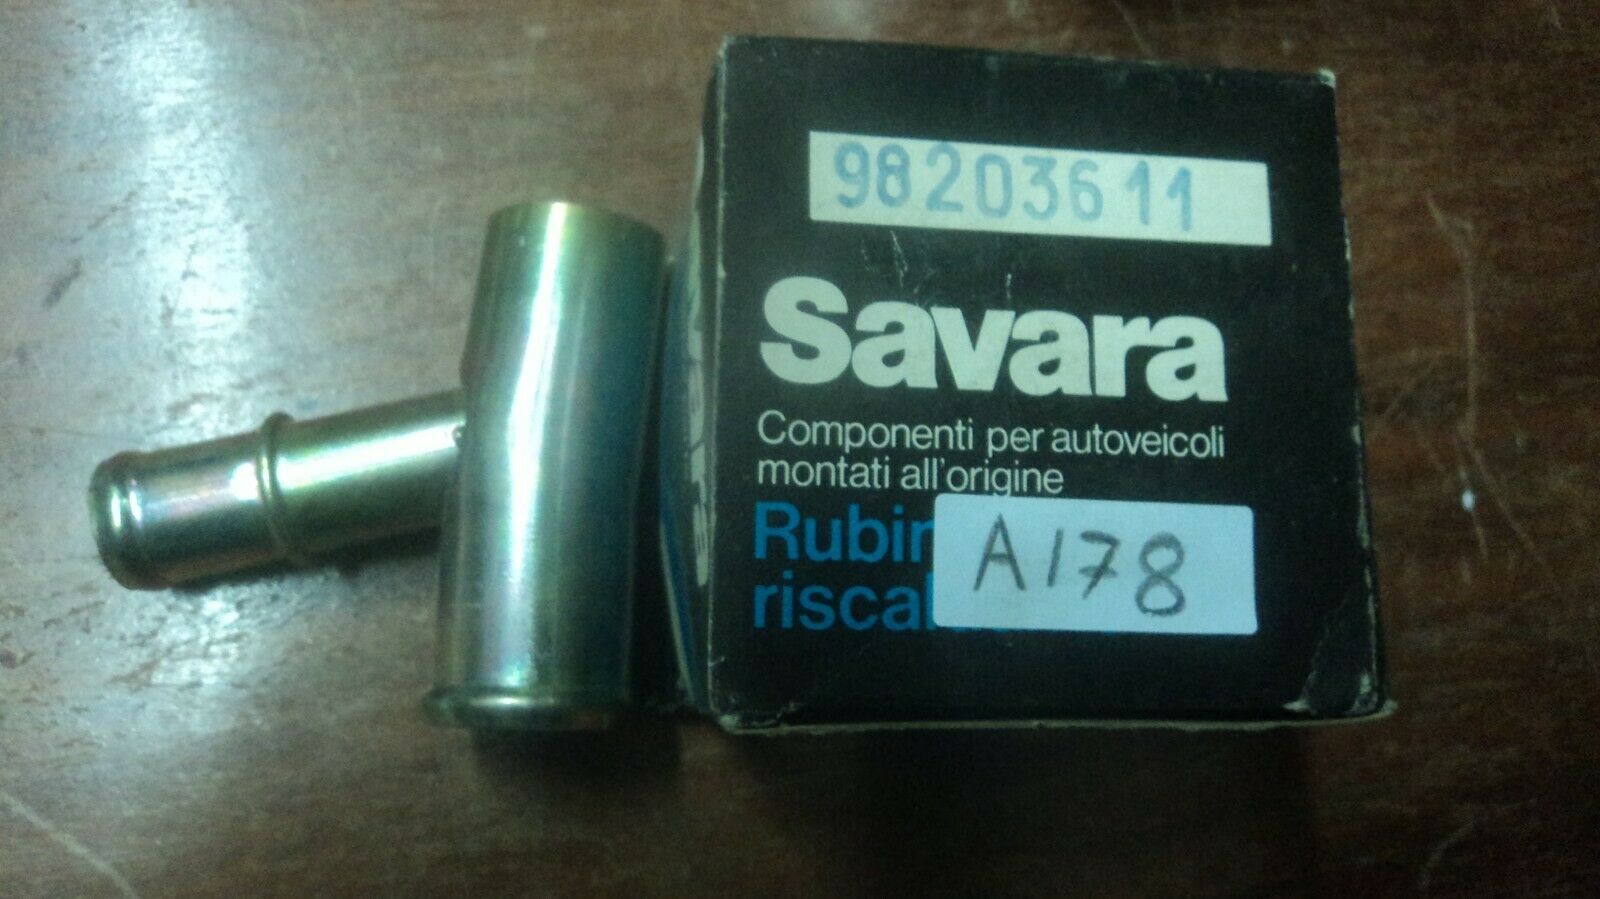 98203611
Savara
Componenti per autoveicoli
montati all'origine
A178